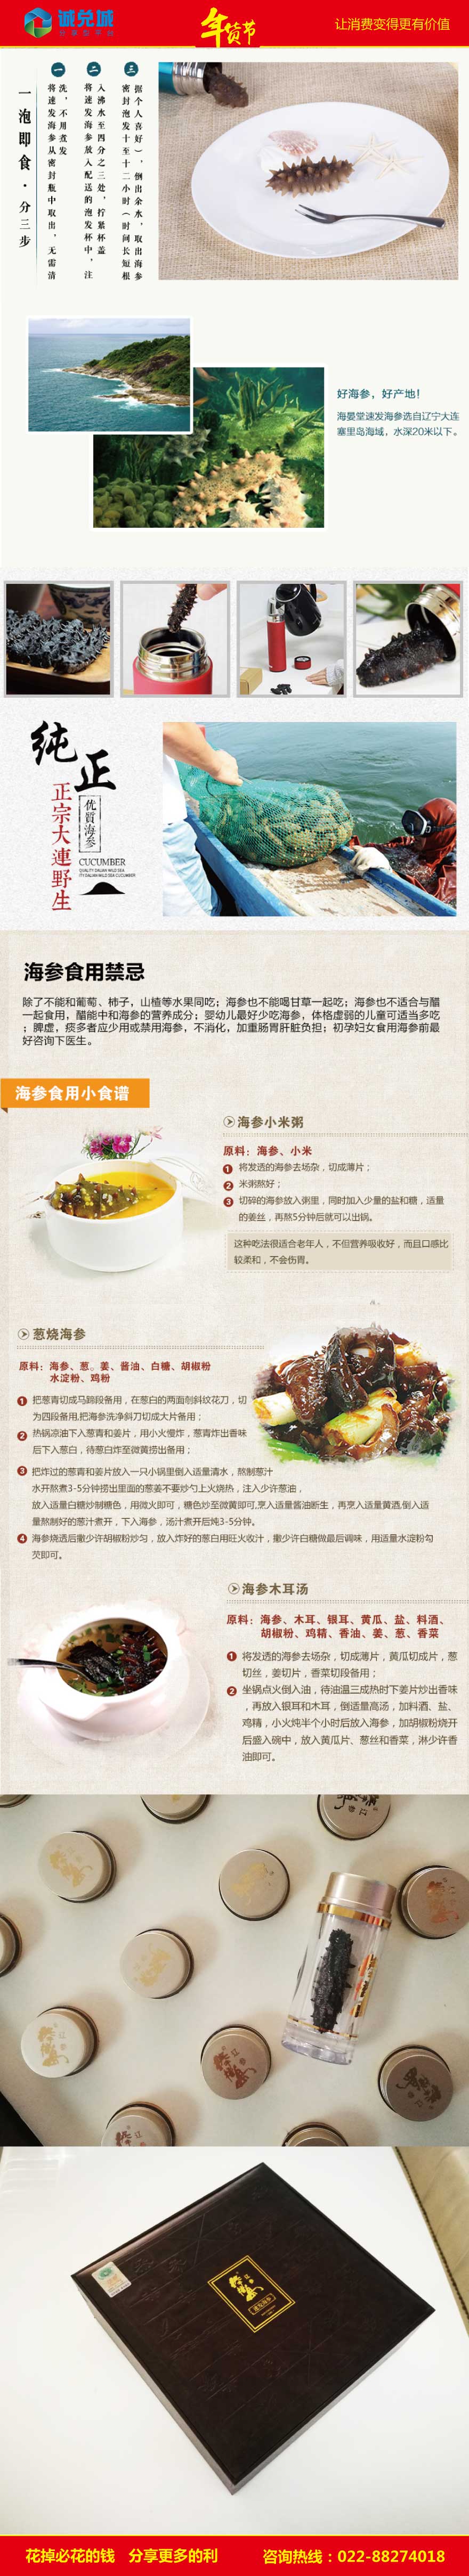 诚兑城
分享型平台
年货节
让消费变得更有价值
一泡即食·分三步
一
将速发海参从密封瓶中取出，无需清
洗，不用煮发
二
将速发海参放入配送的泡发杯中，注
入沸水至四分之三处，拧紧杯盖
三
密封泡发十至十二小时（时间长短根
据个人喜好），倒出余水，取出海参
好海参，好产地！
海晏堂速发海参选自辽宁大连
塞里岛海域，水深20米以下。
纯正
优質海参
正宗大連野生
CUCUMBER
海参食用禁忌
除了不能和葡萄、柿子，山楂等水果同吃；海参也不能喝甘草一起吃；海参也不适合与醋
一起食用，醋能中和海参的营养成分；婴幼儿最好少吃海参，体格虚弱的儿童可适当多吃
；脾虚，痰多者应少用或禁用海参，不消化，加重肠胃肝脏负担；初孕妇女食用海参前最
好咨询下医生。
海参食用小食谱
海参小米粥
原料：海参、小米
1 将发透的海参去场杂，切成薄片；
2 米粥熬好；
3 切碎的海参放入粥里，同时加入少量的盐和糖，适量
的姜丝，再熬5分钟后就可以出锅。
这种吃法很适合老年人，不但营养吸收好，而且口感比
较柔和，不会伤胃。
葱烧海参
原料：海参、葱。姜、酱油、白糖、胡椒粉
水淀粉、鸡粉
1 把葱青切成马蹄段备用，在葱白的两面刨斜纹花刀，切
为四段备用,把海参洗净斜刀切成大片备用；
2 热锅凉油下入葱青和姜片，用小火慢炸，葱青炸出香味
后下入葱白，待葱白炸至微黄捞出备用；
3 把炸过的葱青和姜片放入一只小锅里倒入适量清水，熬制葱汁
水开熬煮3-5分钟捞出里面的葱姜不要炒勺上火烧热，注入少许葱油，
放入适量白糖炒制糖色，用微火即可，糖色炒至微黄即可,烹入适量酱油断生，再烹入适量黄酒,倒入适
量熬制好的葱汁煮开，下入海参，汤汁煮开后炖3-5分钟。
4 海参烧透后撒少许胡椒粉炒匀，放入炸好的葱白用旺火收汁，撒少许白糖做最后调味，用适量水淀粉勾
芡即可。
海参木耳汤
原料：海参、木耳、银耳、黄瓜、盐、料酒、
胡椒粉、鸡精、香油、姜、葱、香菜
1 将发透的海参去场杂，切成薄片，黄瓜切成片，葱
切丝，姜切片，香菜切段备用；
2 坐锅点火倒入油，待油温三成热时下姜片炒出香味
，再放入银耳和木耳，倒适量高汤，加料酒、盐、
鸡精，小火炖半个小时后放入海参，加胡椒粉烧开
后盛入碗中，放入黄瓜片、葱丝和香菜，淋少许香
油即可。
花掉必花的钱 分享更多的利
咨询热线：022-88274018